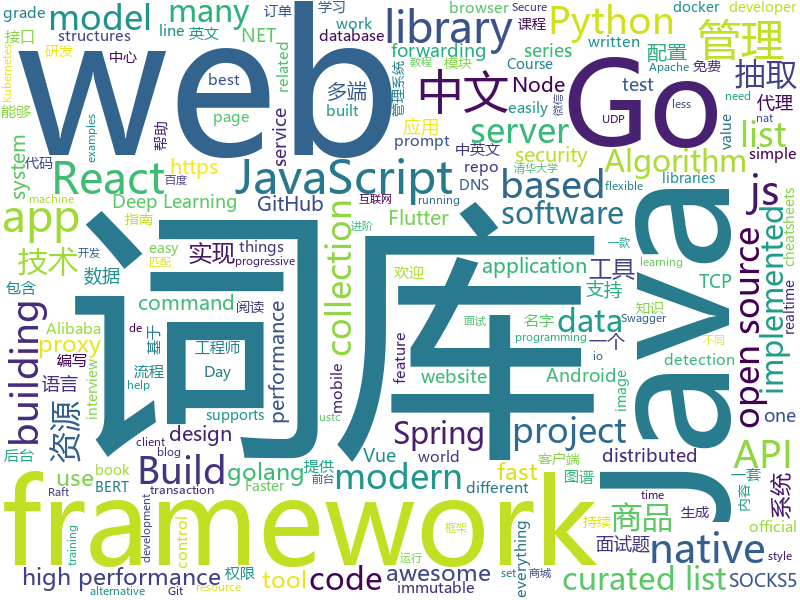 grade
model
many
library
Python
docker
developer
Kubernetes
接口
研发
structures
技术
line
英文
NET
订单
学习
database
browser
work
Secure
课程
written
配置
免费
Apache
管理
抽取
代理
中心
best
related
管理系统
教程
模块
Course
Node
微信
能够
代码
web
多端
中文
Go
test
UDP
nat
need
less
value
system
examples
帮助
page
built
service
easily
应用
prompt
中英文
server
list
simple
React
百度
https
JavaScript
互联网
repo
security
清华大学
Algorithm
libraries
flexible
js
cheatsheets
app
Deep Learning
GitHub
running
DNS
based
software
Flutter
进阶
指南
easy
things
progressive
实现
技术
machine
开发
数据
匹配
collection
application
欢迎
一款
工具
learning
TCP
implemented
realtime
包含
command
阅读
支持
知识
Swagger
Alibaba
proxy
基于
工程师
de
data
名字
面试
一个
programming
open source
编写
building
interview
流程
Day
performance
mobile
feature
website
io
Android
detection
image
不同
语言
help
supports
ustc
资源
词库
java
project
one
后台
design
client
blog
Spring
distributed
book
BERT
Raft
Build
golang
提供
前台
Vue
world
客户端
图谱
一套
系统
API
use
transaction
Faster
modern
fast
series
forwarding
different
生成
内容
official
development
control
framework
商品
面试题
time
native
权限
训练
training
持续
set
商城
框架
everything
style
high performance
tool
code
awesome
immutable
curated list
SOCKS5
alternative
Git
resource
运行